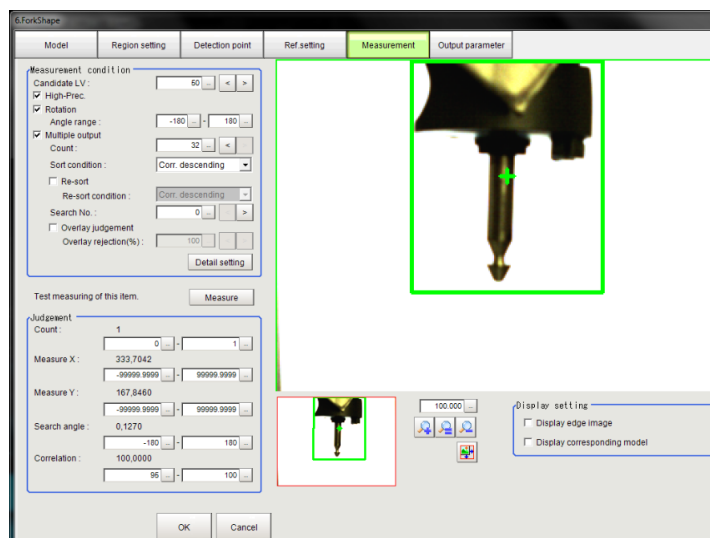 6.ForkShape
Model Region setting Detection point Ref.setting Measurement Output parameter
Measurement condition
Candidate LV : 60 ... < >
High-Prec.
Rotation
Angle range : -180 ... - 180 ...
Multiple output
Count : 32 ... < >
Sort condition : Corr. descending
Re-sort
Re-sort condition : Corr. descending
Search No. : 0 ... < >
Overlay judgement
Overlay rejection(%) : 100 ... < >
Detail setting
Test measuring of this item. Measure
Judgement
Count : 1
0 ... - 1 ...
Measure X : 333,7042
-99999.9999 ... - 99999.9999 ...
Measure Y : 167,8460
-99999.9999 ... - 99999.9999 ...
Search angle : 0,1270
-180 ... - 180 ...
Correlation : 100,0000
95 ... - 100 ...
100.000 ...
Display setting
Display edge image
Display corresponding model
OK Cancel